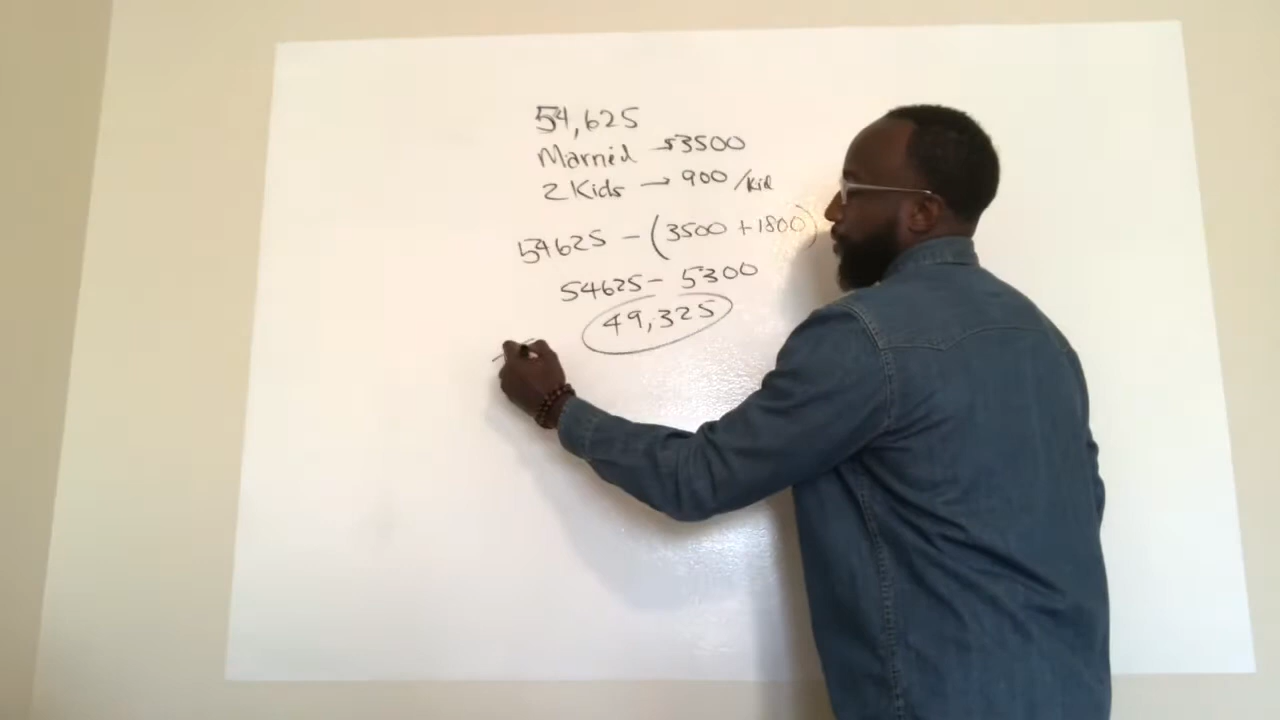 54,625
Married → 3500
2 Kids → 900 /kid
54625 - (3500 + 1800)
54625 - 5300
49,325